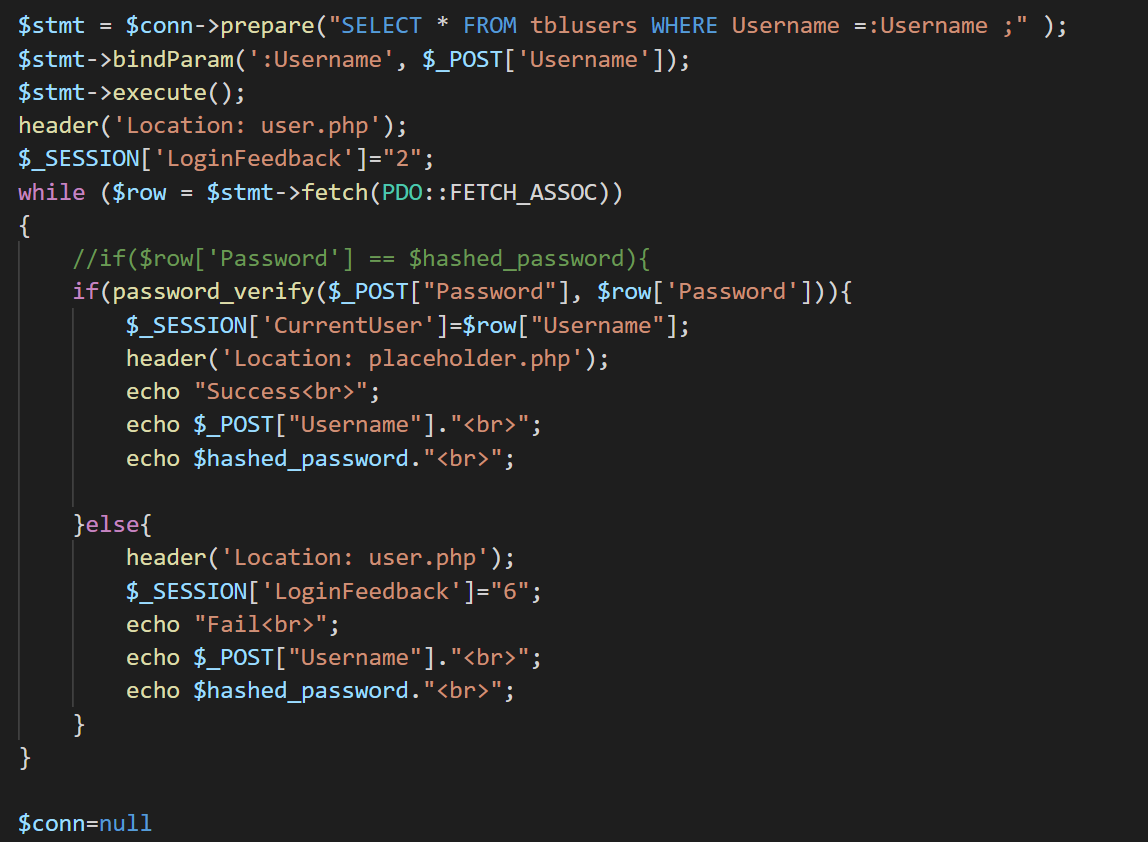 $stmt = $conn->prepare("SELECT * FROM tblusers WHERE Username =:Username ;" );
$stmt->bindParam(':Username', $_POST['Username']);
$stmt->execute();
header('Location: user.php');
$_SESSION['LoginFeedback']="2";
while ($row = $stmt->fetch(PDO::FETCH_ASSOC))
{
    //if($row['Password'] == $hashed_password){
    if(password_verify($_POST["Password"], $row['Password'])){
        $_SESSION['CurrentUser']=$row["Username"];
        header('Location: placeholder.php');
        echo "Success<br>";
        echo $_POST["Username"]."<br>";
        echo $hashed_password."<br>";
    }else{
        header('Location: user.php');
        $_SESSION['LoginFeedback']="6";
        echo "Fail<br>";
        echo $_POST["Username"]."<br>";
        echo $hashed_password."<br>";
    }
}
$conn=null